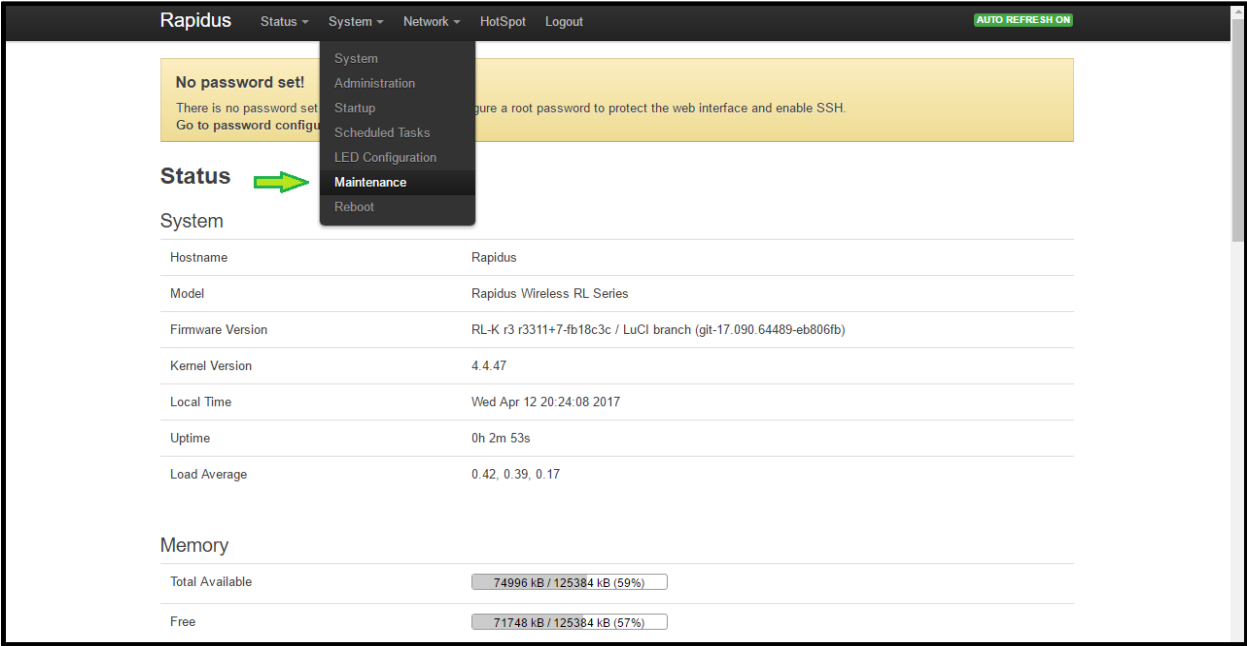 Rapidus Status System Network HotSpot Logout AUTO REFRESH ON
System
Administration
Startup
Scheduled Tasks
LED Configuration
Maintenance
Reboot
No password set!
There is no password set gure a root password to protect the web interface and enable SSH.
Go to password configu
Status
System
Hostname Rapidus
Model Rapidus Wireless RL Series
Firmware Version RL-K r3 r3311+7-fb18c3c / LuCI branch (git-17.090.64489-eb806fb)
Kernel Version 4.4.47
Local Time Wed Apr 12 20:24:08 2017
Uptime 0h 2m 53s
Load Average 0.42, 0.39, 0.17
Memory
Total Available 74996 kB / 125384 kB (59%)
Free 71748 kB / 125384 kB (57%)